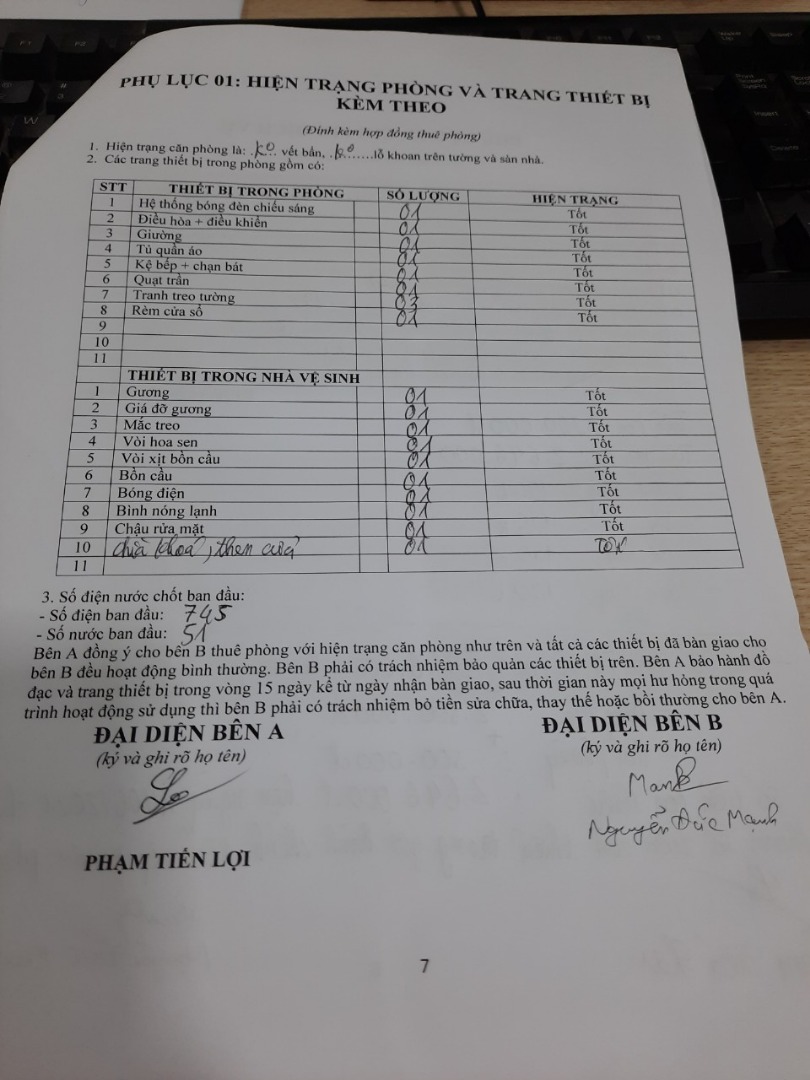 PHỤ LỤC 01: HIỆN TRẠNG PHÒNG VÀ TRANG THIẾT BỊ
KÈM THEO
(Đính kèm hợp đồng thuê phòng)
1. Hiện trạng căn phòng là: ..ko.. vết bẩn, ..ko.......lỗ khoan trên tường và sàn nhà.
2. Các trang thiết bị trong phòng gồm có:
STT THIẾT BỊ TRONG PHÒNG SỐ LƯỢNG HIỆN TRẠNG
1 Hệ thống bóng đèn chiếu sáng 01 Tốt
2 Điều hòa + điều khiển 01 Tốt
3 Giường 01 Tốt
4 Tủ quần áo 01 Tốt
5 Kệ bếp + chạn bát 01 Tốt
6 Quạt trần 01 Tốt
7 Tranh treo tường 03 Tốt
8 Rèm cửa sổ 01 Tốt
9
10
11
THIẾT BỊ TRONG NHÀ VỆ SINH
1 Gương 01 Tốt
2 Giá đỡ gương 01 Tốt
3 Mắc treo 01 Tốt
4 Vòi hoa sen 01 Tốt
5 Vòi xịt bồn cầu 01 Tốt
6 Bồn cầu 01 Tốt
7 Bóng điện 01 Tốt
8 Bình nóng lạnh 01 Tốt
9 Chậu rửa mặt 01 Tốt
10 chìa khoá, then cửa 01 Tốt
11
3. Số điện nước chốt ban đầu:
- Số điện ban đầu: 745
- Số nước ban đầu: 51
Bên A đồng ý cho bên B thuê phòng với hiện trạng căn phòng như trên và tất cả các thiết bị đã bàn giao cho
bên B đều hoạt động bình thường. Bên B phải có trách nhiệm bảo quản các thiết bị trên. Bên A bảo hành đồ
đạc và trang thiết bị trong vòng 15 ngày kể từ ngày nhận bàn giao, sau thời gian này mọi hư hỏng trong quá
trình hoạt động sử dụng thì bên B phải có trách nhiệm bỏ tiền sửa chữa, thay thế hoặc bồi thường cho bên A.
ĐẠI DIỆN BÊN A ĐẠI DIỆN BÊN B
(ký và ghi rõ họ tên) (ký và ghi rõ họ tên)
Nguyễn Đức Mạnh
PHẠM TIẾN LỢI
7